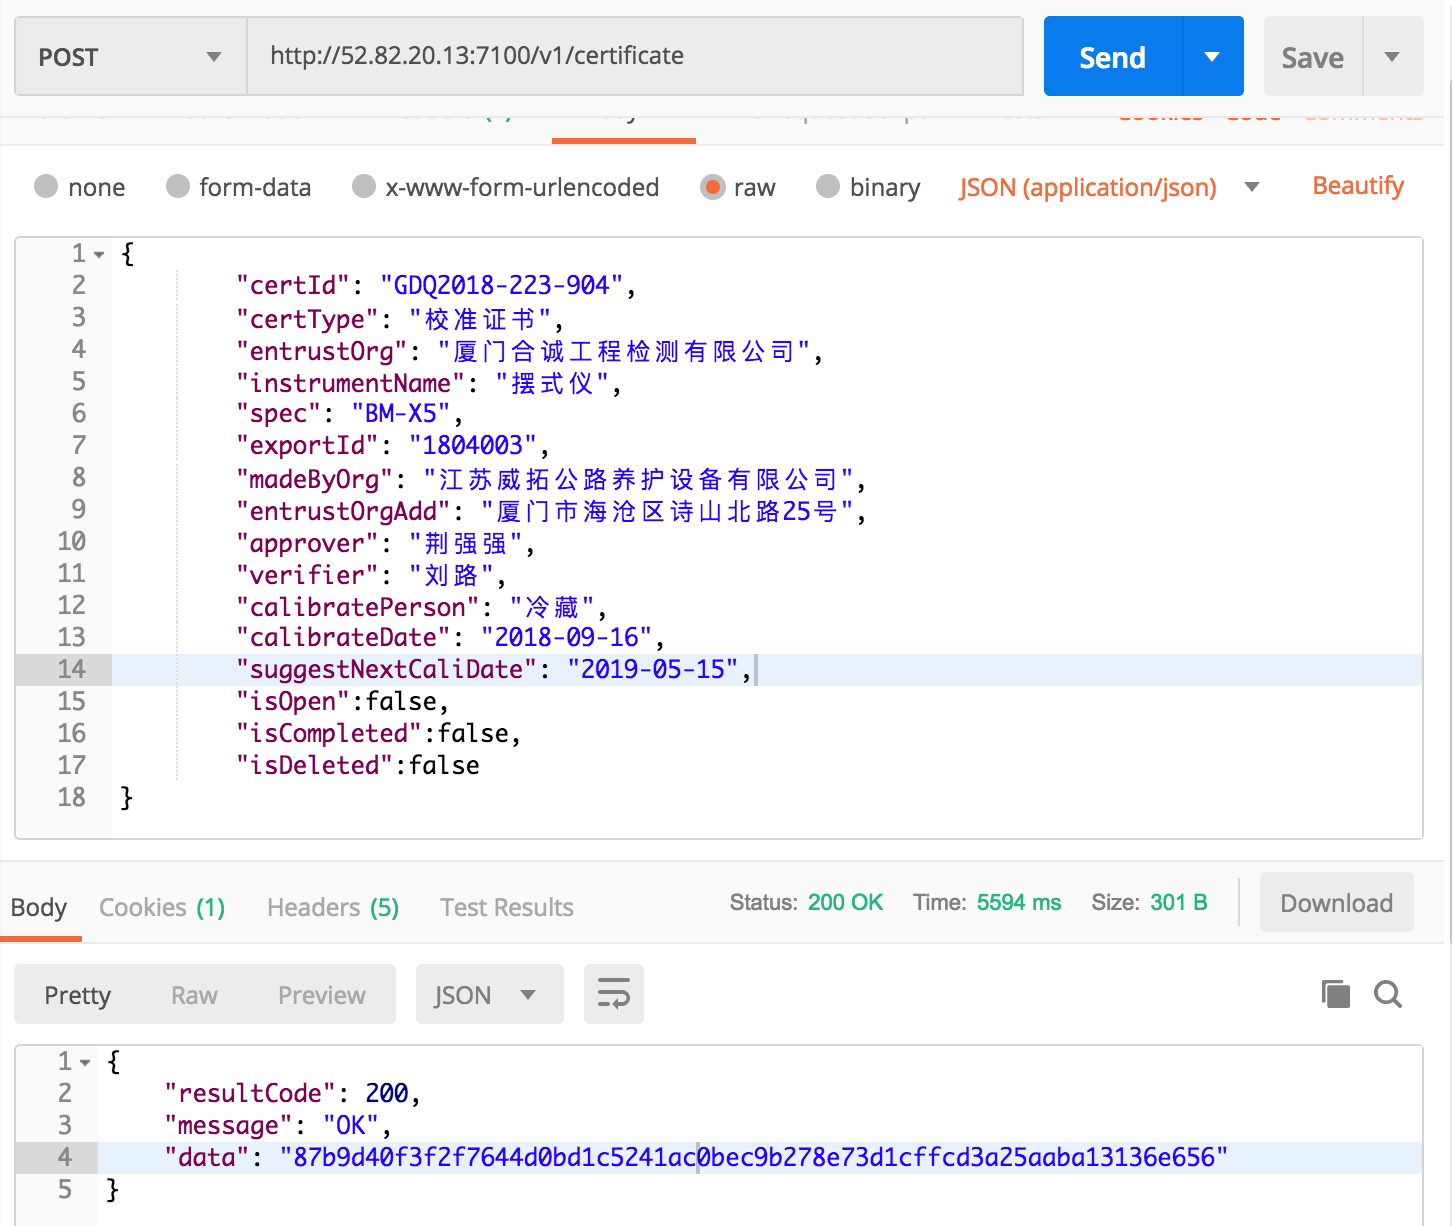 POST http://52.82.20.13:7100/v1/certificate Send Save
none form-data x-www-form-urlencoded raw binary JSON (application/json) Beautify
1 {
2 "certId": "GDQ2018-223-904",
3 "certType": "校准证书",
4 "entrustOrg": "厦门合诚工程检测有限公司",
5 "instrumentName": "摆式仪",
6 "spec": "BM-X5",
7 "exportId": "1804003",
8 "madeByOrg": "江苏威拓公路养护设备有限公司",
9 "entrustOrgAdd": "厦门市海沧区诗山北路25号",
10 "approver": "荆强强",
11 "verifier": "刘路",
12 "calibratePerson": "冷藏",
13 "calibrateDate": "2018-09-16",
14 "suggestNextCaliDate": "2019-05-15",
15 "isOpen":false,
16 "isCompleted":false,
17 "isDeleted":false
18 }
Body Cookies (1) Headers (5) Test Results Status: 200 OK Time: 5594 ms Size: 301 B Download
Pretty Raw Preview JSON
1 {
2 "resultCode": 200,
3 "message": "OK",
4 "data": "87b9d40f3f2f7644d0bd1c5241ac0bec9b278e73d1cffcd3a25aaba13136e656"
5 }